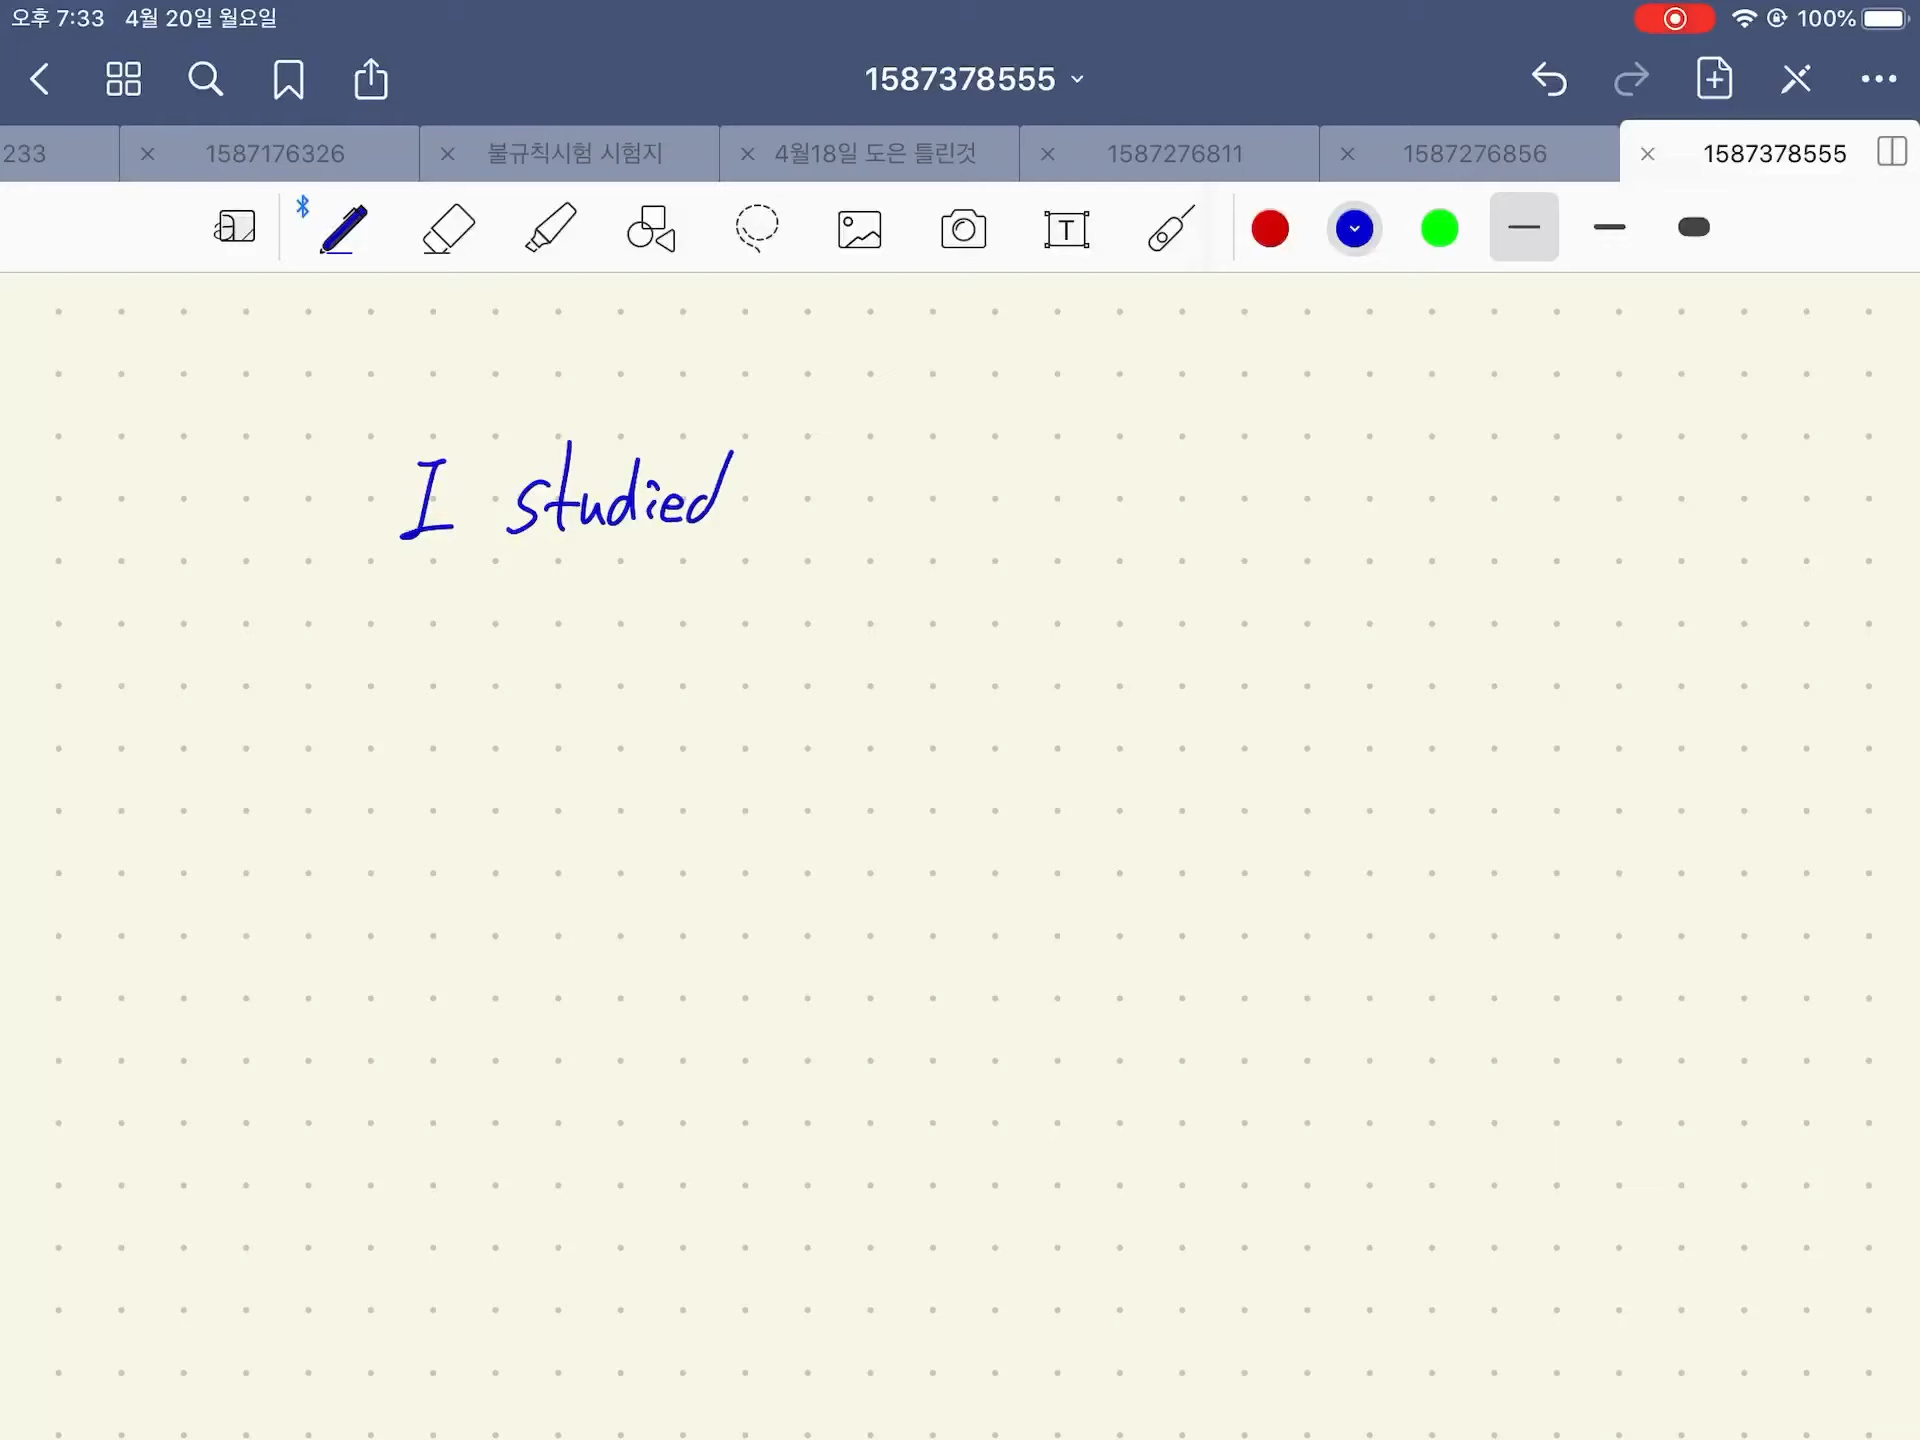 오후 7:33 4월 20일 월요일 100%
1587378555
233 1587176326 불규칙시험 시험지 4월18일 도은 틀린것 1587276811 1587276856 1587378555
I studied